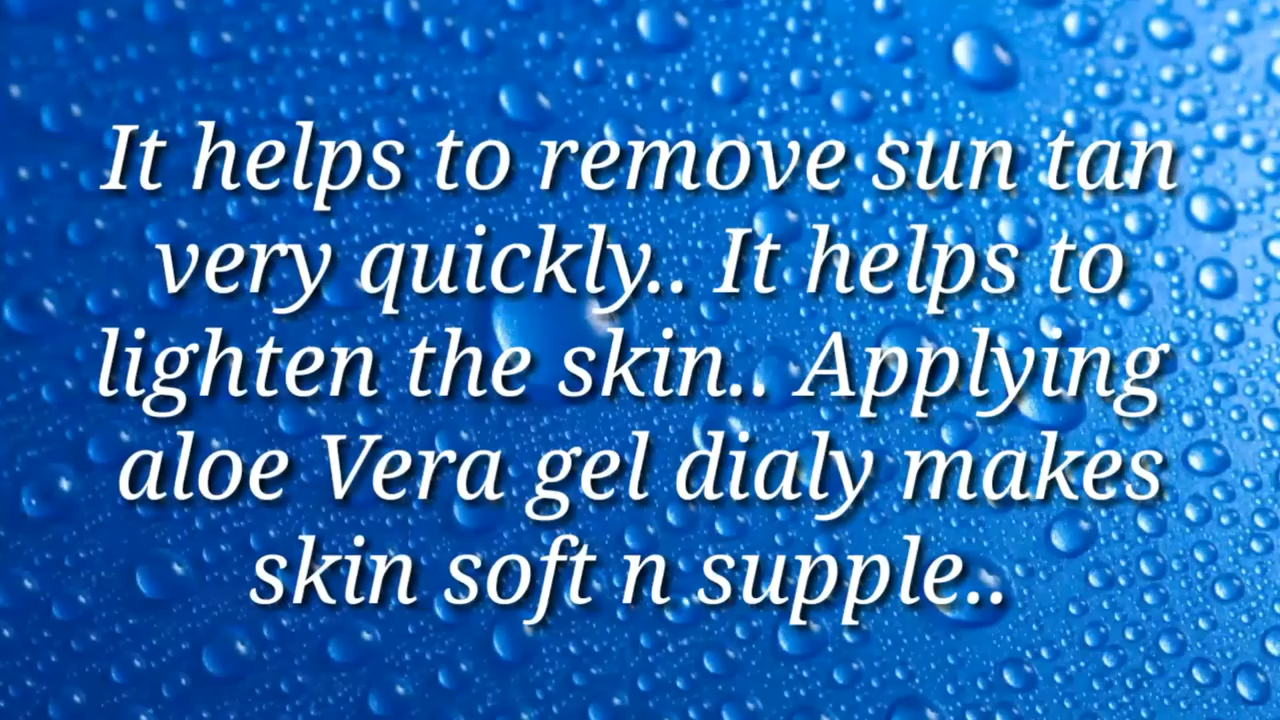 It helps to remove sun tan
very quickly.. It helps to
lighten the skin.. Applying
aloe Vera gel dialy makes
skin soft n supple..